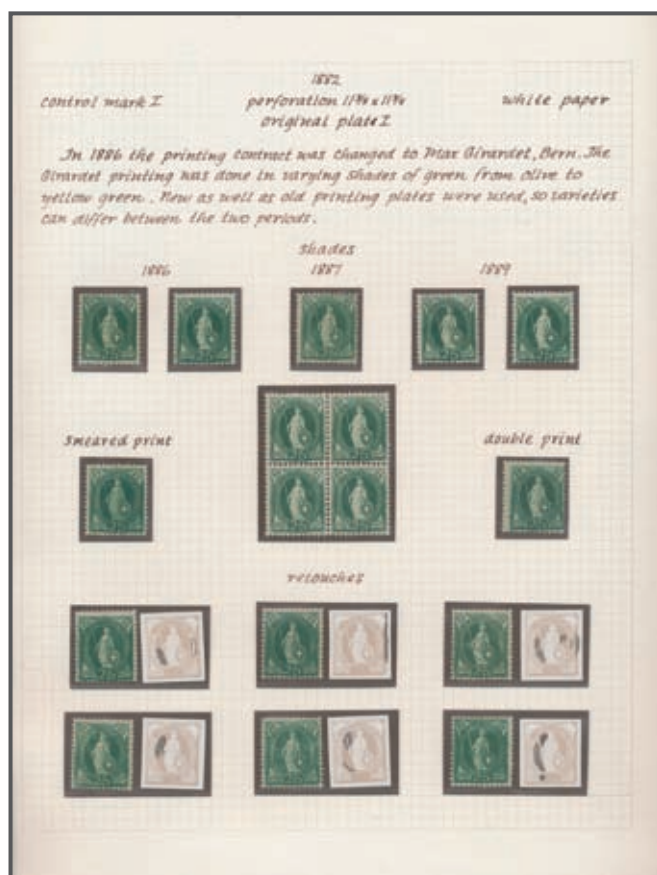 1882
control mark I perforation 11¾ x 11¾ white paper
original plate I
In 1886 the printing contract was changed to Max Girardet, Bern. The
Girardet printing was done in varying shades of green from olive to
yellow green. New as well as old printing plates were used, so varieties
can differ between the two periods.
shades
1886 1887 1889
smeared print double print
retouches